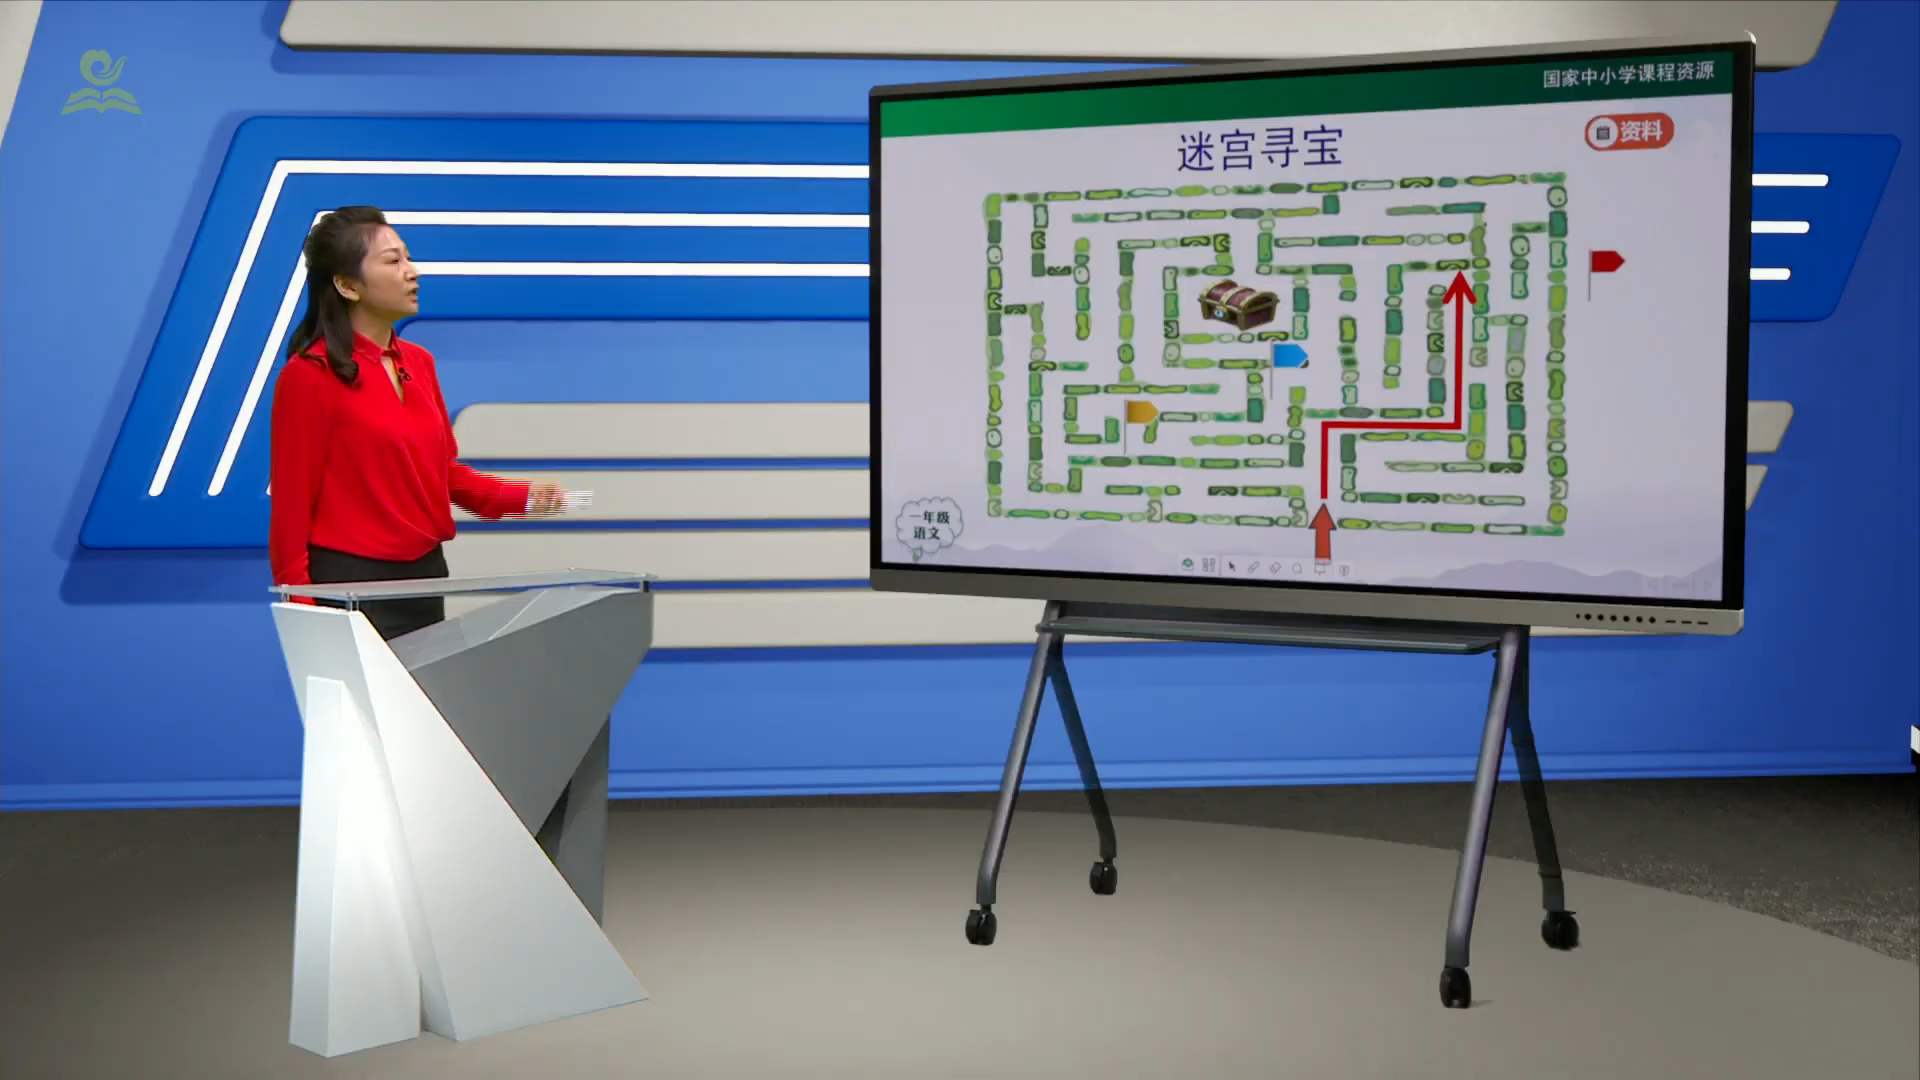 国家中小学课程资源
资料
迷宫寻宝
一年级
语文